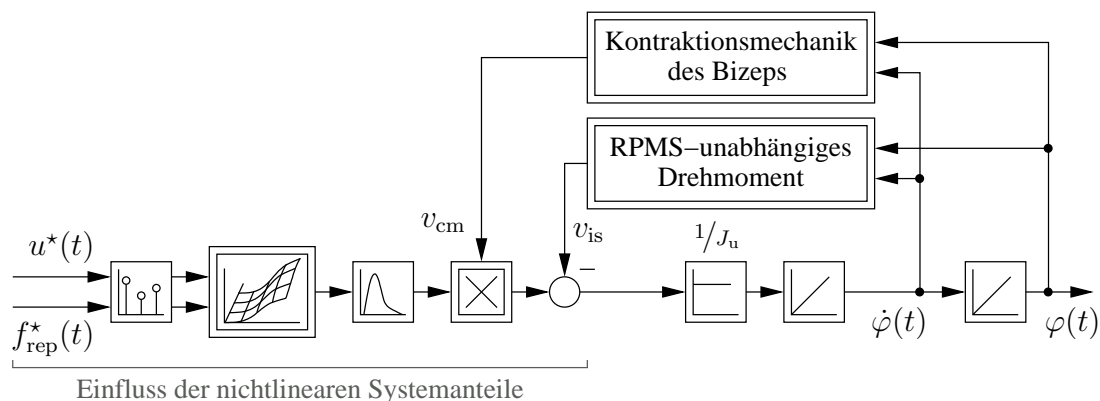 Kontraktionsmechanik
des Bizeps
RPMS–unabhängiges
Drehmoment
v_cm
v_is
–
1/J_u
u⋆(t)
f⋆_rep(t)
φ̇(t)
φ(t)
Einfluss der nichtlinearen Systemanteile